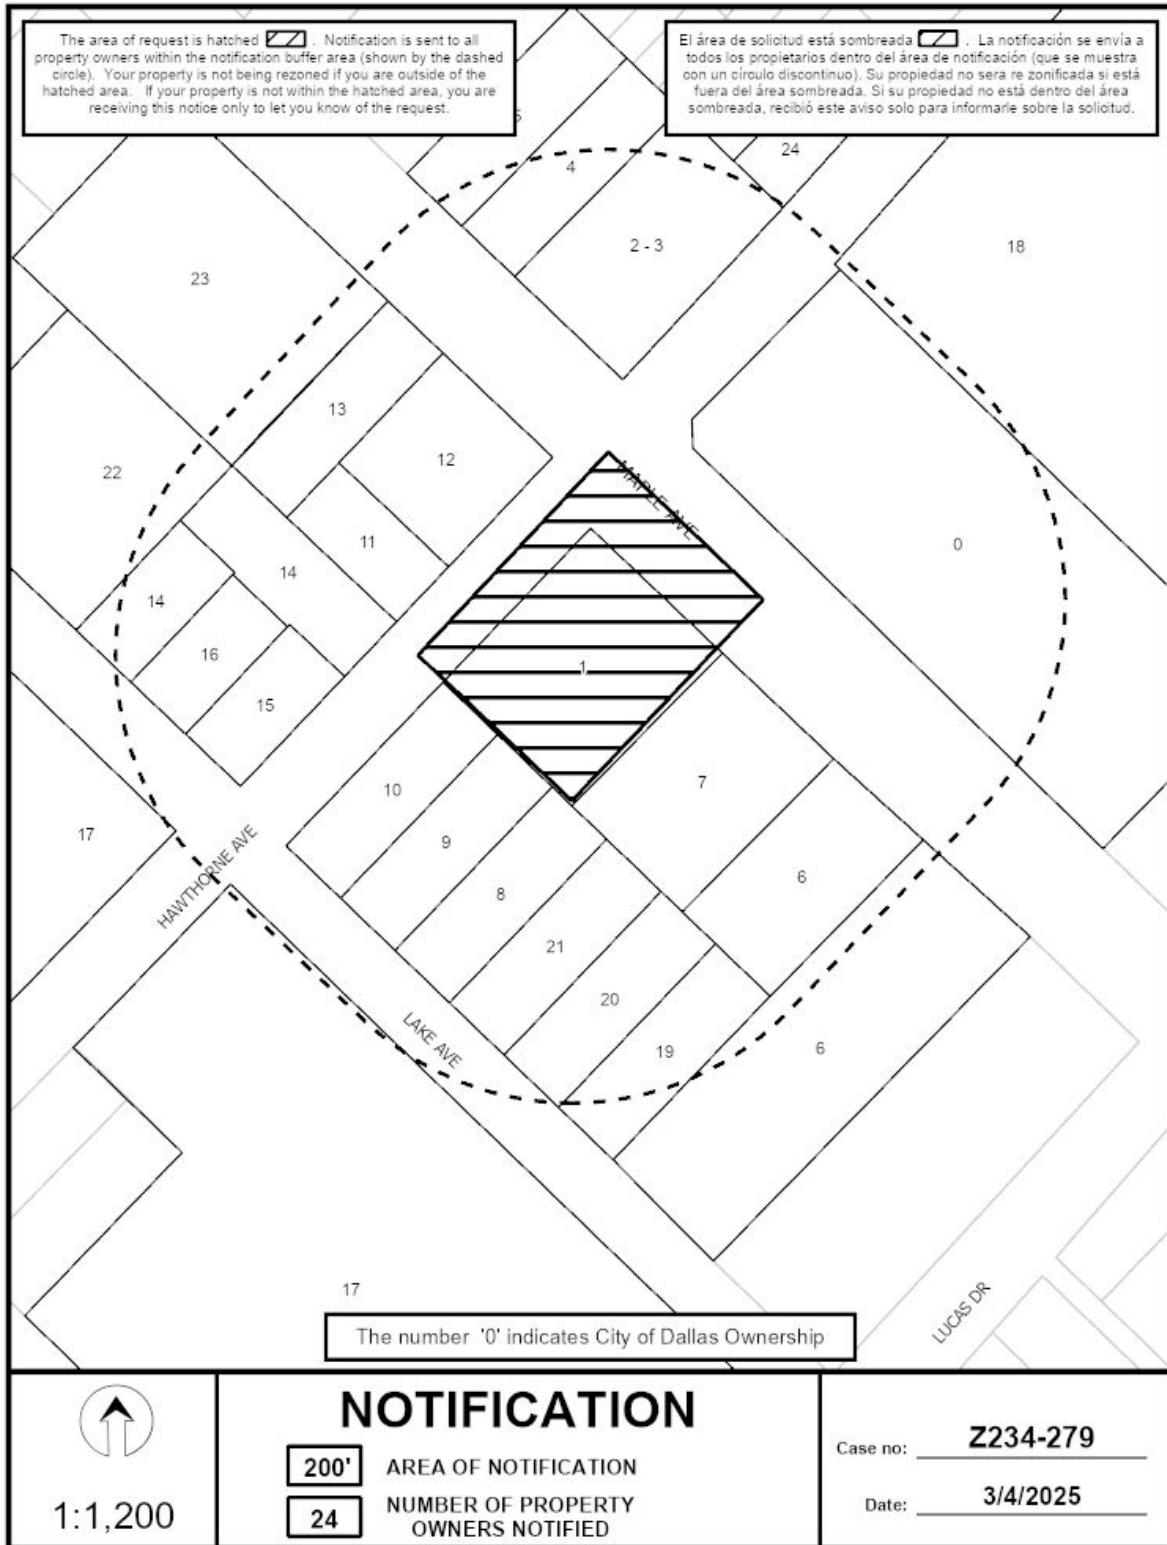 The area of request is hatched . Notification is sent to all
property owners within the notification buffer area (shown by the dashed
circle). Your property is not being rezoned if you are outside of the
hatched area. If your property is not within the hatched area, you are
receiving this notice only to let you know of the request.
El área de solicitud está sombreada . La notificación se envía a
todos los propietarios dentro del área de notificación (que se muestra
con un círculo discontinuo). Su propiedad no sera re zonificada si está
fuera del área sombreada. Si su propiedad no está dentro del área
sombreada, recibió este aviso solo para informarle sobre la solicitud.
24
4
2 - 3
18
23
13
12
22
MAPLE AVE
11
0
14
14
16
1
15
7
10
17
9
6
HAWTHORNE AVE
8
21
20
LAKE AVE
19
6
17
LUCAS DR
The number '0' indicates City of Dallas Ownership
1:1,200
NOTIFICATION
200' AREA OF NOTIFICATION
24 NUMBER OF PROPERTY
OWNERS NOTIFIED
Case no: Z234-279
Date: 3/4/2025